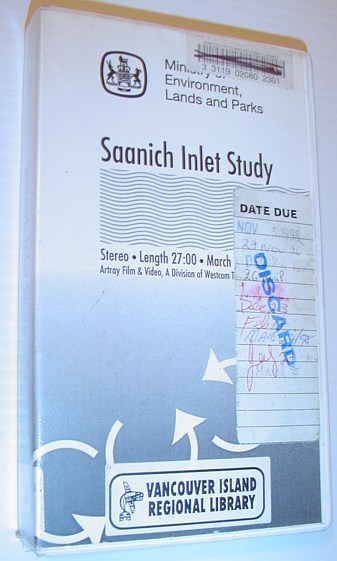 Ministry of
Environment,
Lands and Parks
3 3119 02080 2301
Saanich Inlet Study
Stereo • Length 27:00 • March
Artray Film & Video, A Division of Westcom T
DATE DUE
NOV
DISCARD
VANCOUVER ISLAND
REGIONAL LIBRARY